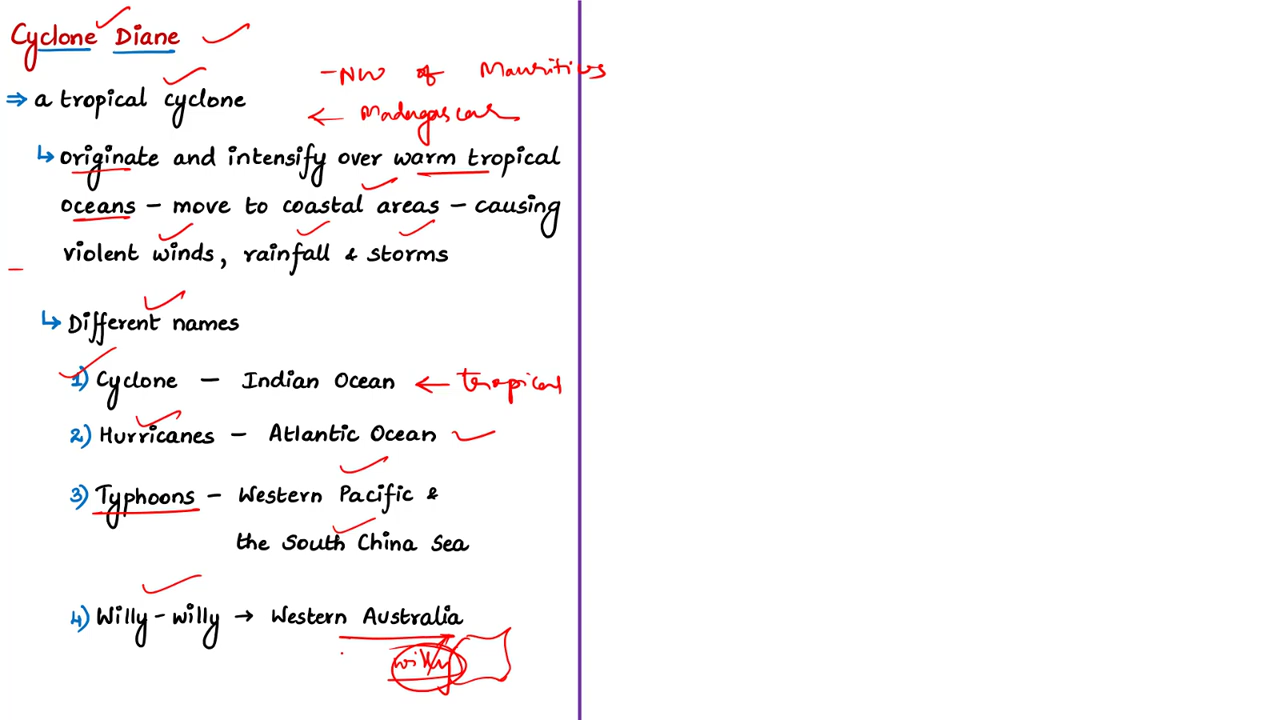 Cyclone Diane
- NW of Mauritius
⇒ a tropical cyclone
← Madagascar
↳ originate and intensify over warm tropical
oceans – move to coastal areas – causing
violent winds, rainfall & storms
↳ Different names
1) Cyclone – Indian Ocean ← tropical
2) Hurricanes – Atlantic Ocean
3) Typhoons – Western Pacific &
the South China Sea
4) Willy-willy → Western Australia
willy